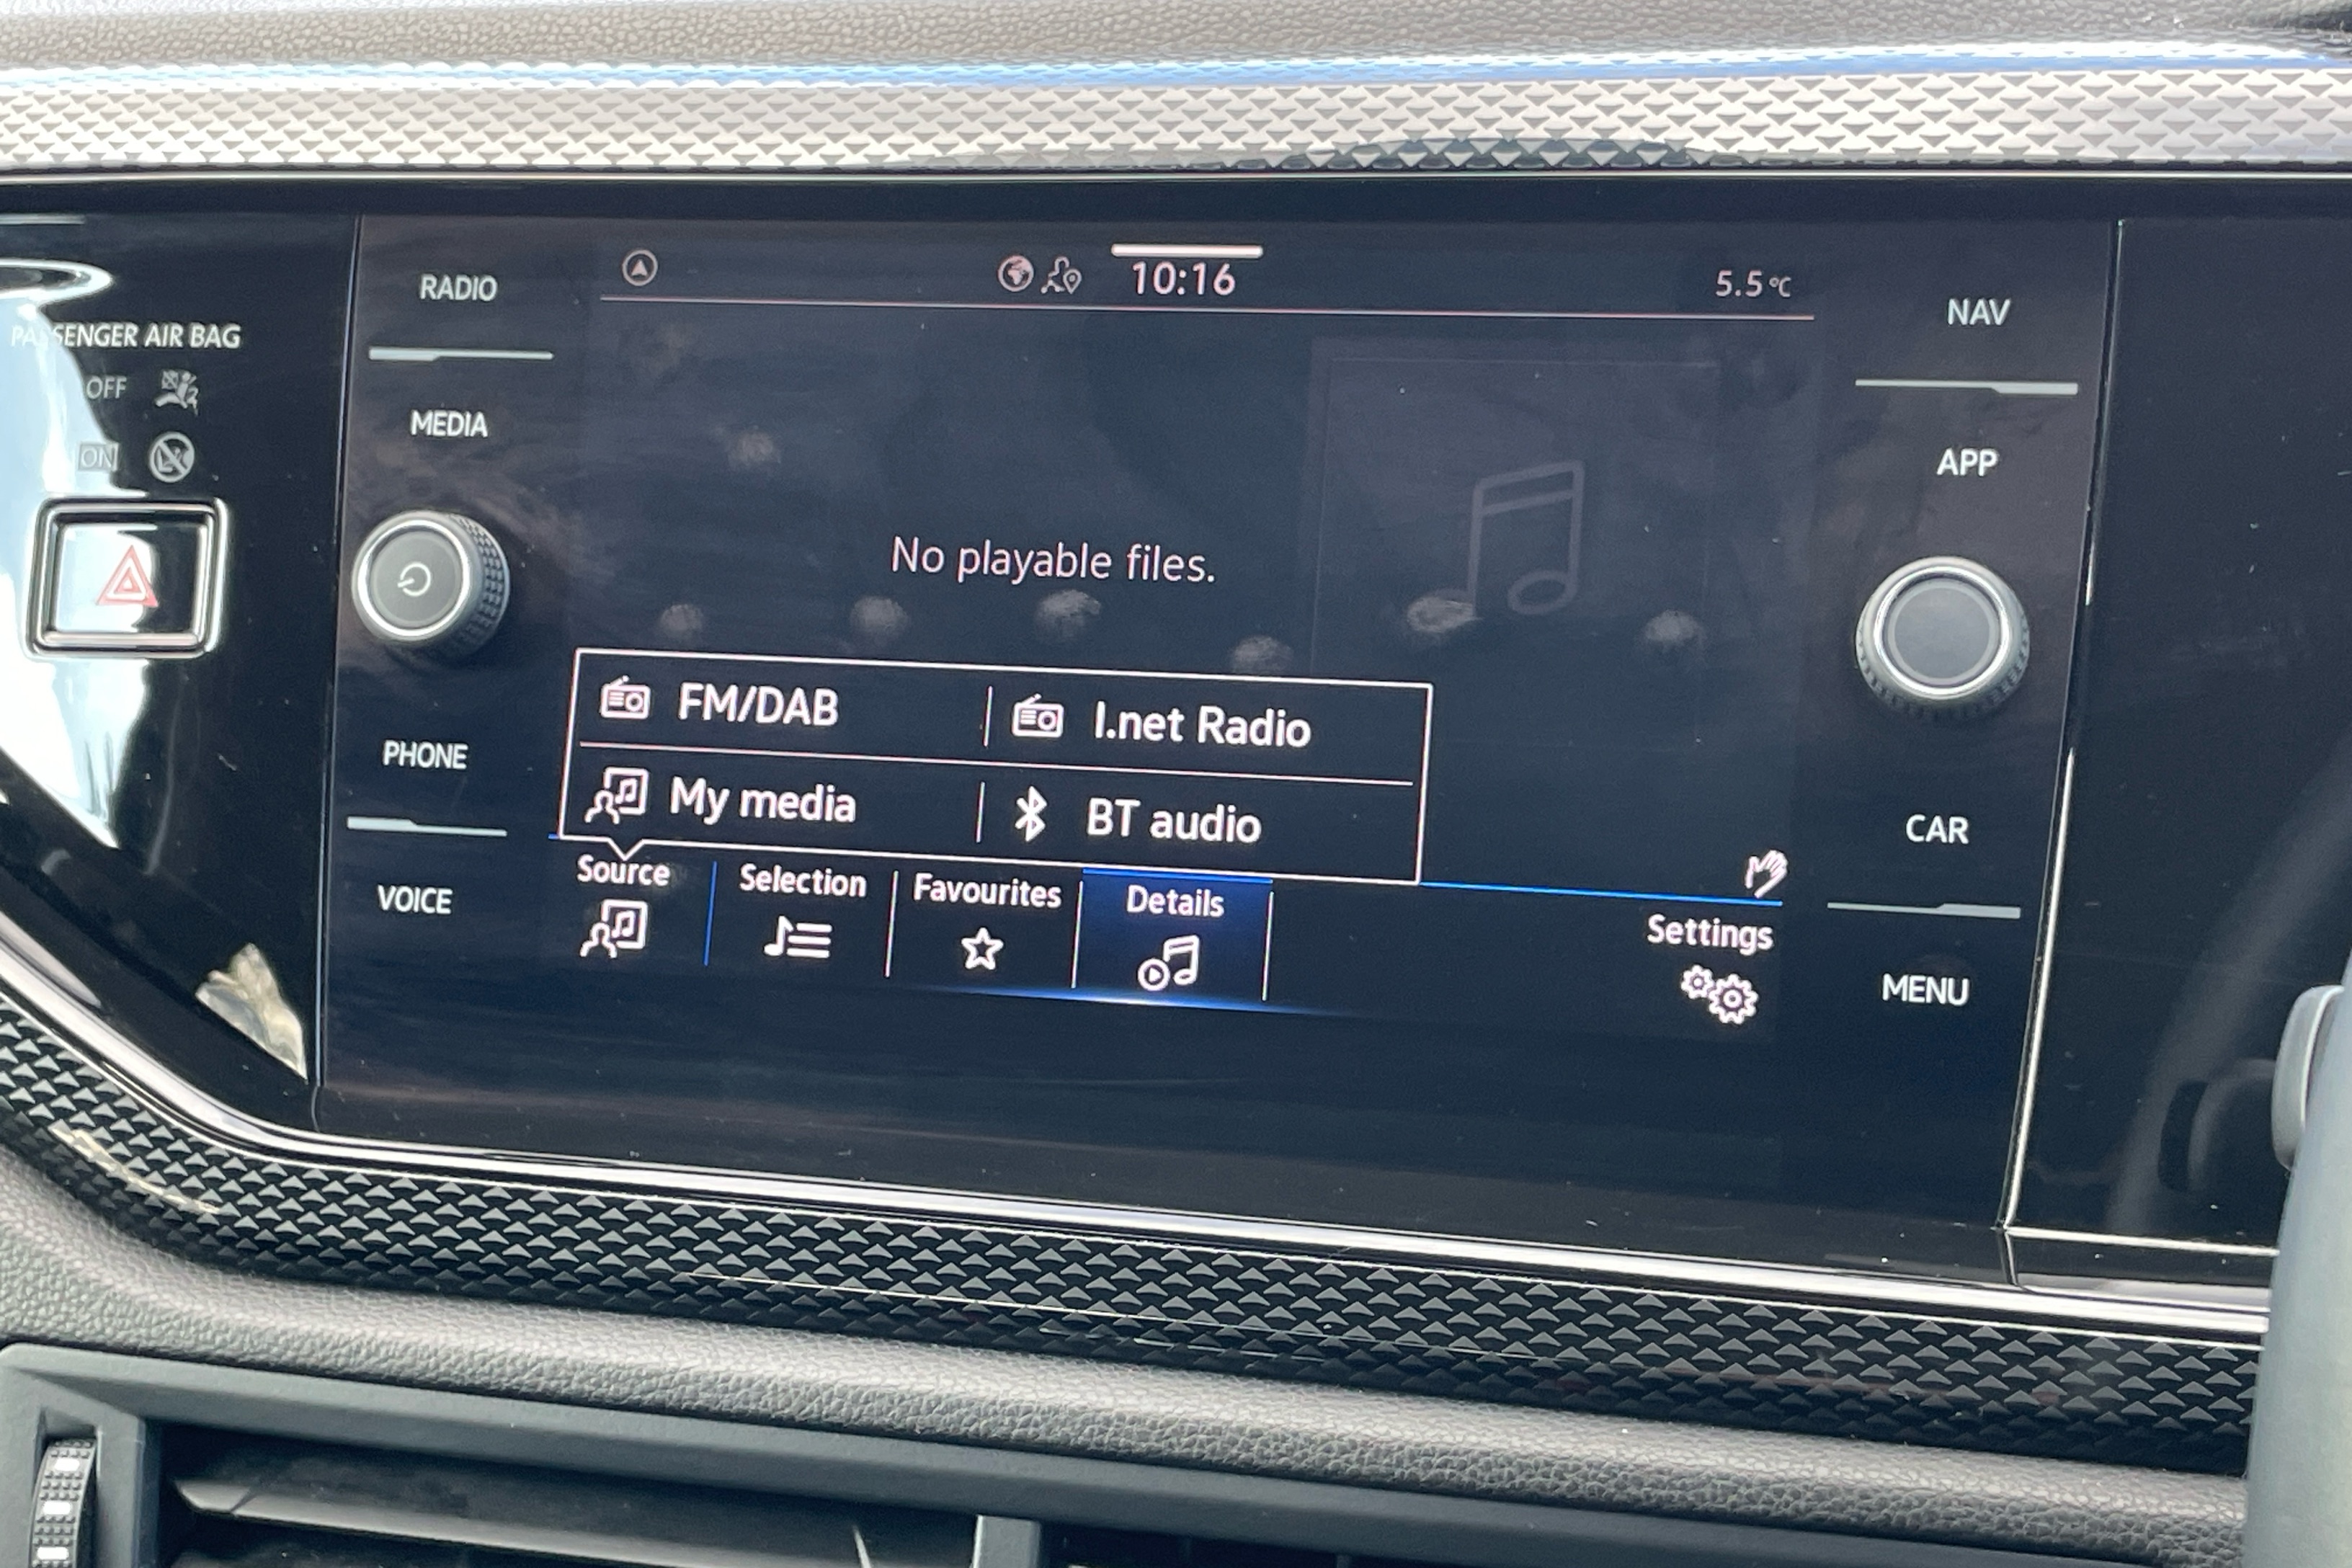 PASSENGER AIR BAG
OFF
ON
RADIO
MEDIA
PHONE
VOICE
10:16
5.5°C
No playable files.
FM/DAB
I.net Radio
My media
BT audio
Source
Selection
Favourites
Details
Settings
NAV
APP
CAR
MENU